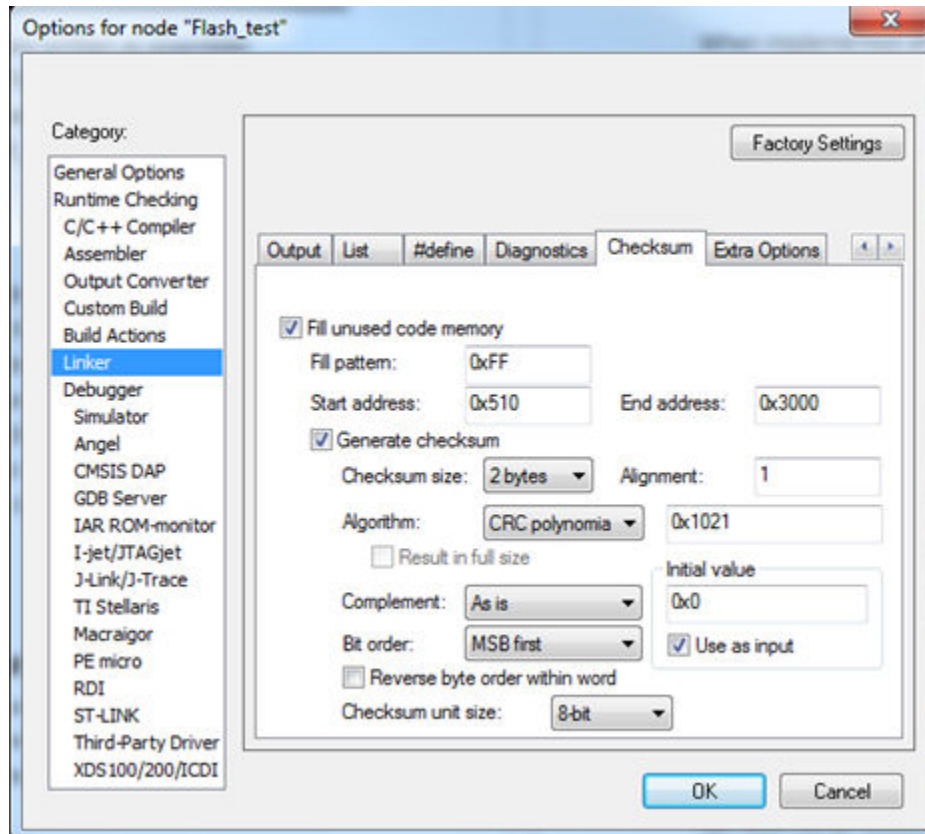 Options for node "Flash_test"
Category:
General Options
Runtime Checking
C/C++ Compiler
Assembler
Output Converter
Custom Build
Build Actions
Linker
Debugger
Simulator
Angel
CMSIS DAP
GDB Server
IAR ROM-monitor
I-jet/JTAGjet
J-Link/J-Trace
TI Stellaris
Macraigor
PE micro
RDI
ST-LINK
Third-Party Driver
XDS100/200/ICDI
Factory Settings
Output List #define Diagnostics Checksum Extra Options
Fill unused code memory
Fill pattern: 0xFF
Start address: 0x510 End address: 0x3000
Generate checksum
Checksum size: 2 bytes Alignment: 1
Algorithm: CRC polynomia 0x1021
Result in full size
Initial value
Complement: As is 0x0
Bit order: MSB first Use as input
Reverse byte order within word
Checksum unit size: 8-bit
OK Cancel